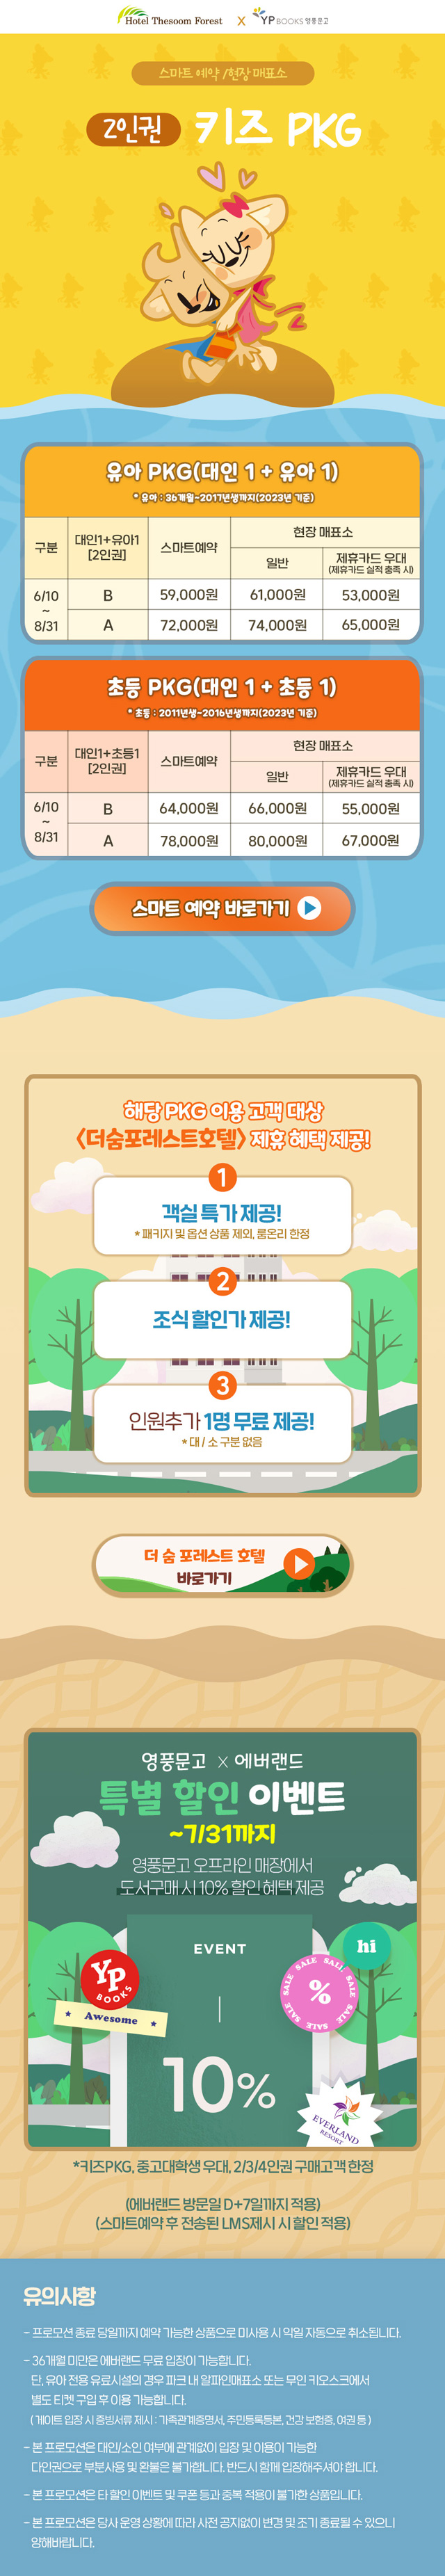 Hotel Thesoom Forest X YP BOOKS 영풍문고
스마트 예약 / 현장 매표소
2인권 키즈 PKG
유아 PKG(대인 1 + 유아 1)
* 유아 : 36개월~2017년생까지(2023년 기준)
구분 대인1+유아1 [2인권] 스마트예약 현장 매표소
일반 제휴카드 우대
(제휴카드 실적 충족 시)
6/10 ~ 8/31
B 59,000원 61,000원 53,000원
A 72,000원 74,000원 65,000원
초등 PKG(대인 1 + 초등 1)
* 초등 : 2011년생~2016년생까지(2023년 기준)
구분 대인1+초등1 [2인권] 스마트예약 현장 매표소
일반 제휴카드 우대
(제휴카드 실적 충족 시)
6/10 ~ 8/31
B 64,000원 66,000원 55,000원
A 78,000원 80,000원 67,000원
스마트 예약 바로가기
해당 PKG 이용 고객 대상
<더숨포레스트호텔> 제휴 혜택 제공!
1
객실 특가 제공!
* 패키지 및 옵션 상품 제외, 룸온리 한정
2
조식 할인가 제공!
3
인원추가 1명 무료 제공!
* 대 / 소 구분 없음
더 숨 포레스트 호텔
바로가기
영풍문고 X 에버랜드
특별 할인 이벤트
~7/31까지
영풍문고 오프라인 매장에서
도서구매 시 10% 할인 혜택 제공
EVENT
hi
YP BOOKS
Awesome
SALE SALE SALE SALE SALE
%
10%
EVERLAND
RESORT
*키즈PKG, 중고대학생 우대, 2/3/4인권 구매고객 한정
(에버랜드 방문일 D+7일까지 적용)
(스마트예약 후 전송된 LMS제시 시 할인 적용)
유의사항
- 프로모션 종료 당일까지 예약 가능한 상품으로 미사용 시 익일 자동으로 취소됩니다.
- 36개월 미만은 에버랜드 무료 입장이 가능합니다.
단, 유아 전용 유료시설의 경우 파크 내 알파인매표소 또는 무인 키오스크에서
별도 티켓 구입 후 이용 가능합니다.
( 게이트 입장 시 증빙서류 제시 : 가족관계증명서, 주민등록등본, 건강 보험증, 여권 등 )
- 본 프로모션은 대인/소인 여부에 관계없이 입장 및 이용이 가능한
다인권으로 부분사용 및 환불은 불가합니다. 반드시 함께 입장해주셔야 합니다.
- 본 프로모션은 타 할인 이벤트 및 쿠폰 등과 중복 적용이 불가한 상품입니다.
- 본 프로모션은 당사 운영 상황에 따라 사전 공지없이 변경 및 조기 종료될 수 있으니
양해바랍니다.